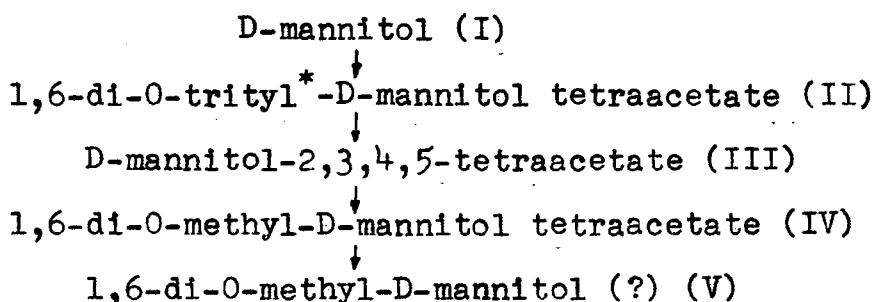 D-mannitol (I)
↓
1,6-di-O-trityl*-D-mannitol tetraacetate (II)
↓
D-mannitol-2,3,4,5-tetraacetate (III)
↓
1,6-di-O-methyl-D-mannitol tetraacetate (IV)
↓
1,6-di-O-methyl-D-mannitol (?) (V)